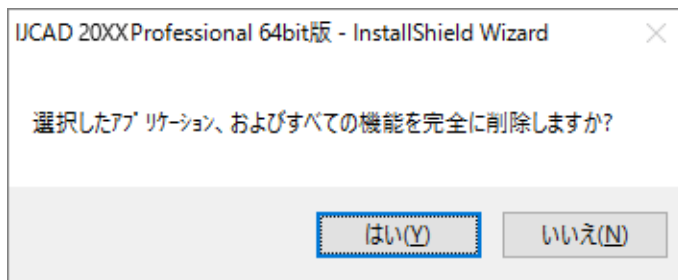 IJCAD 20XX Professional 64bit版 - InstallShield Wizard
選択したｱﾌﾟﾘｹｰｼｮﾝ、およびすべての機能を完全に削除しますか?
はい(Y)
いいえ(N)